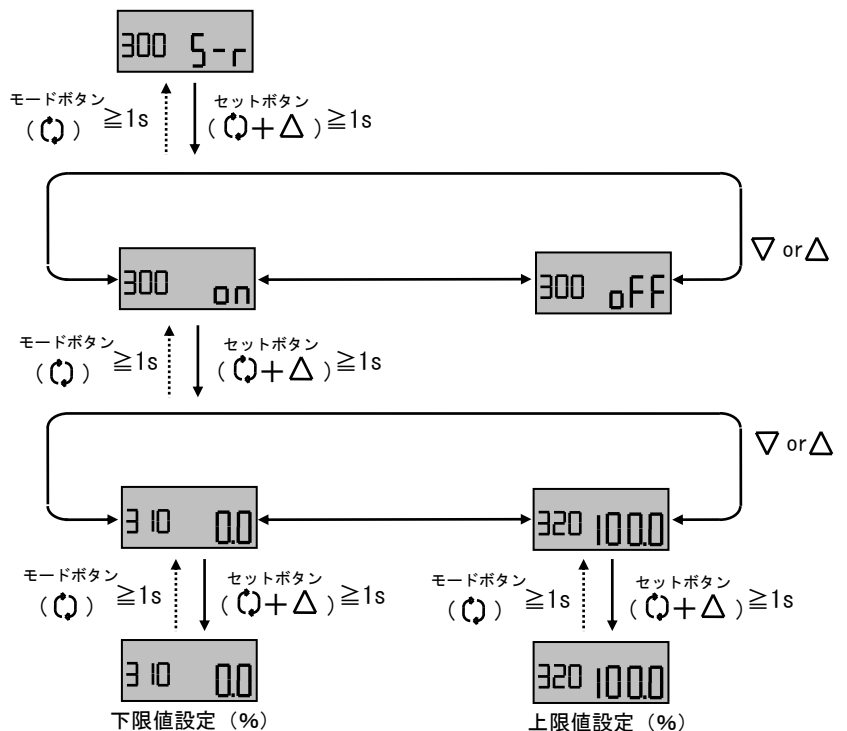 300 S-r
モードボタン
（ ） ≧1s
セットボタン
（ ＋△ ）≧1s
▽ or△
300 on
300 oFF
モードボタン
（ ） ≧1s
セットボタン
（ ＋△ ）≧1s
▽ or△
310 0.0
320 100.0
モードボタン
（ ） ≧1s
セットボタン
（ ＋△ ）≧1s
モードボタン
（ ） ≧1s
セットボタン
（ ＋△ ）≧1s
310 0.0
320 100.0
下限値設定（%）
上限値設定（%）